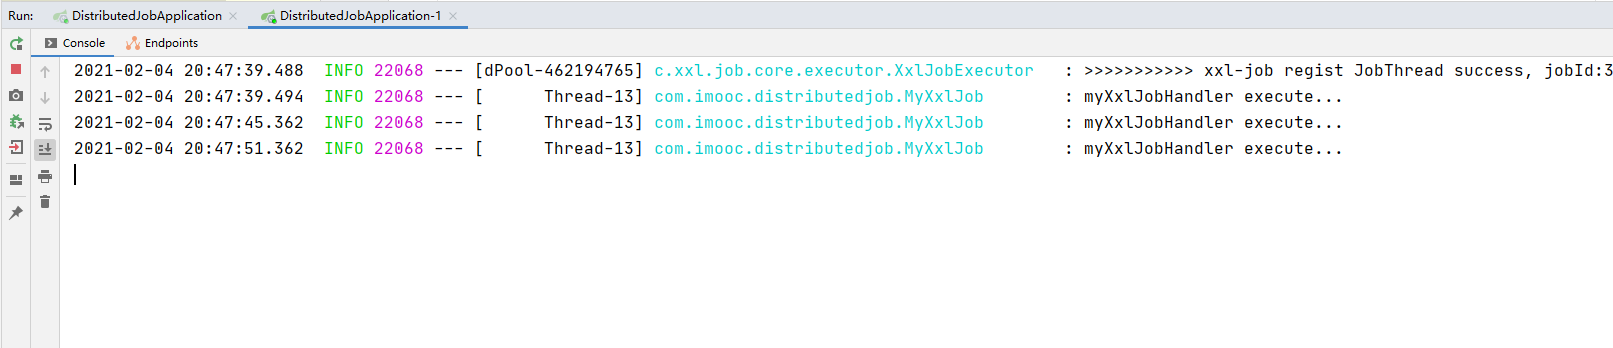 Run: DistributedJobApplication DistributedJobApplication-1
Console Endpoints
2021-02-04 20:47:39.488  INFO 22068 --- [dPool-462194765] c.xxl.job.core.executor.XxlJobExecutor   : >>>>>>>>>>> xxl-job regist JobThread success, jobId:3
2021-02-04 20:47:39.494  INFO 22068 --- [      Thread-13] com.imooc.distributedjob.MyXxlJob        : myXxlJobHandler execute...
2021-02-04 20:47:45.362  INFO 22068 --- [      Thread-13] com.imooc.distributedjob.MyXxlJob        : myXxlJobHandler execute...
2021-02-04 20:47:51.362  INFO 22068 --- [      Thread-13] com.imooc.distributedjob.MyXxlJob        : myXxlJobHandler execute...